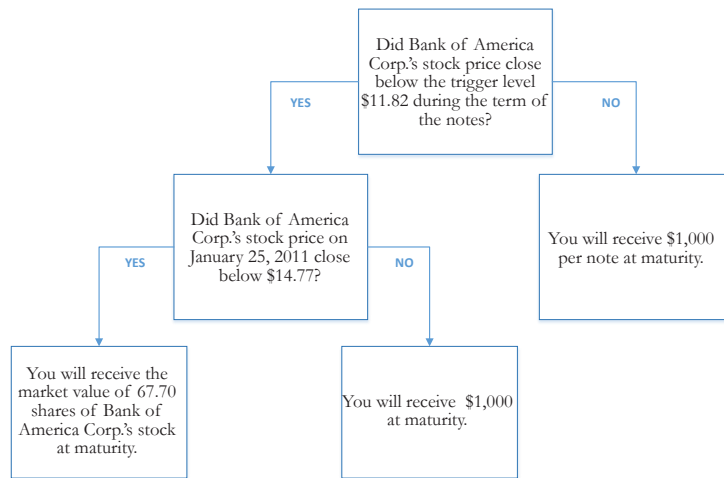 Did Bank of America
Corp.'s stock price close
below the trigger level
$11.82 during the term of
the notes?
YES
NO
Did Bank of America
Corp.'s stock price on
January 25, 2011 close
below $14.77?
You will receive $1,000
per note at maturity.
YES
NO
You will receive the
market value of 67.70
shares of Bank of
America Corp.'s stock
at maturity.
You will receive $1,000
at maturity.